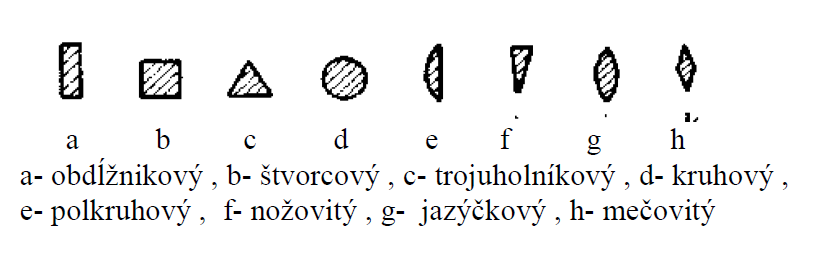 a b c d e f g h
a- obdĺžnikový , b- štvorcový , c- trojuholníkový , d- kruhový ,
e- polkruhový , f- nožovitý , g- jazýčkový , h- mečovitý